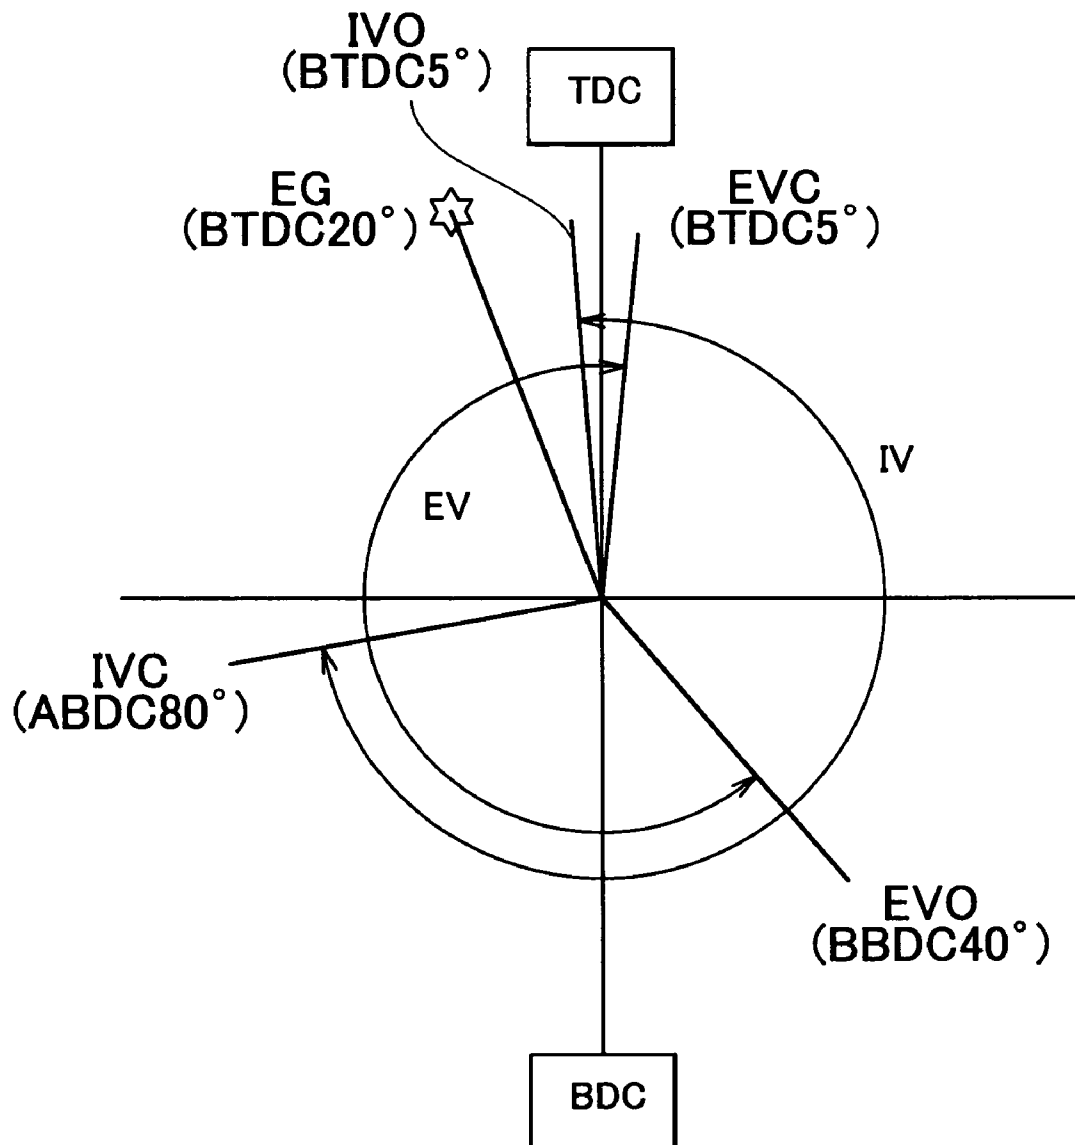 IVO
(BTDC5°)
TDC
EG
(BTDC20°)
EVC
(BTDC5°)
IV
EV
IVC
(ABDC80°)
EVO
(BBDC40°)
BDC